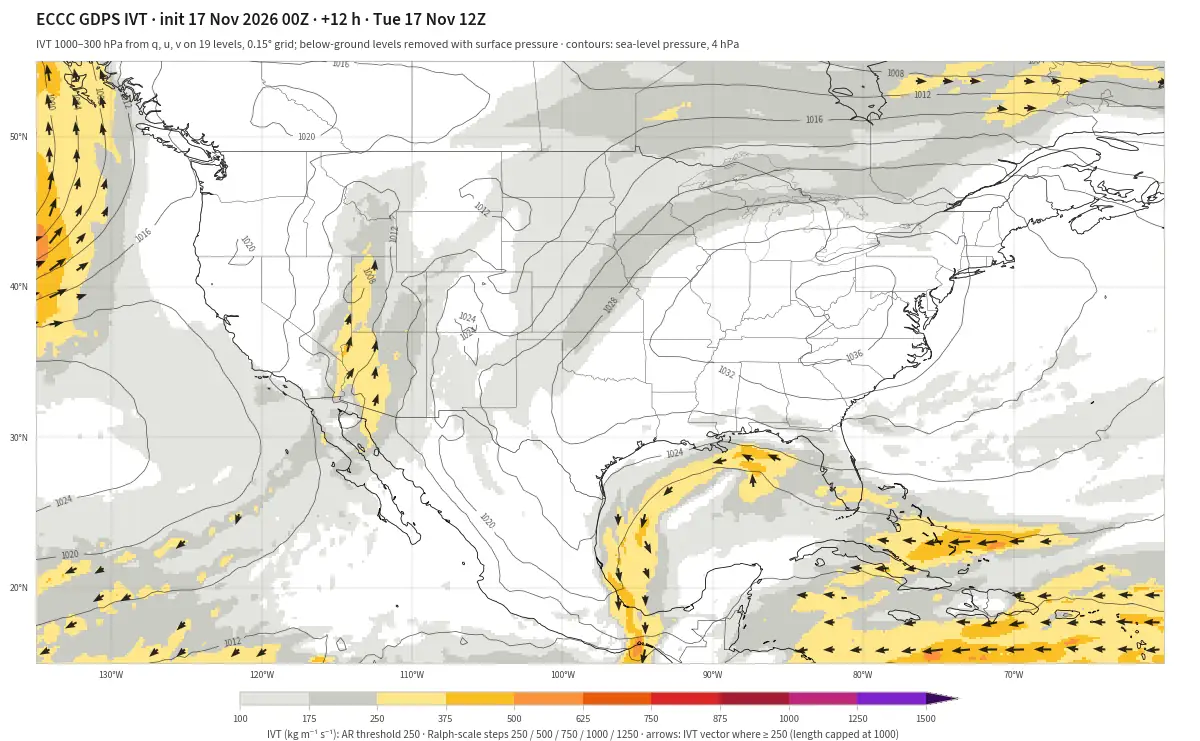 ECCC GDPS IVT · init 17 Nov 2026 00Z · +12 h · Tue 17 Nov 12Z
IVT 1000–300 hPa from q, u, v on 19 levels, 0.15° grid; below-ground levels removed with surface pressure · contours: sea-level pressure, 4 hPa
1016
1008
1012
1016
1020
50°N
1012
1016
1020
1012
1008
40°N
1028
1024
1036
1032
30°N
1024
1024
1020
1020
20°N
1012
130°W 120°W 110°W 100°W 90°W 80°W 70°W
100 175 250 375 500 625 750 875 1000 1250 1500
IVT (kg m⁻¹ s⁻¹): AR threshold 250 · Ralph-scale steps 250 / 500 / 750 / 1000 / 1250 · arrows: IVT vector where ≥ 250 (length capped at 1000)